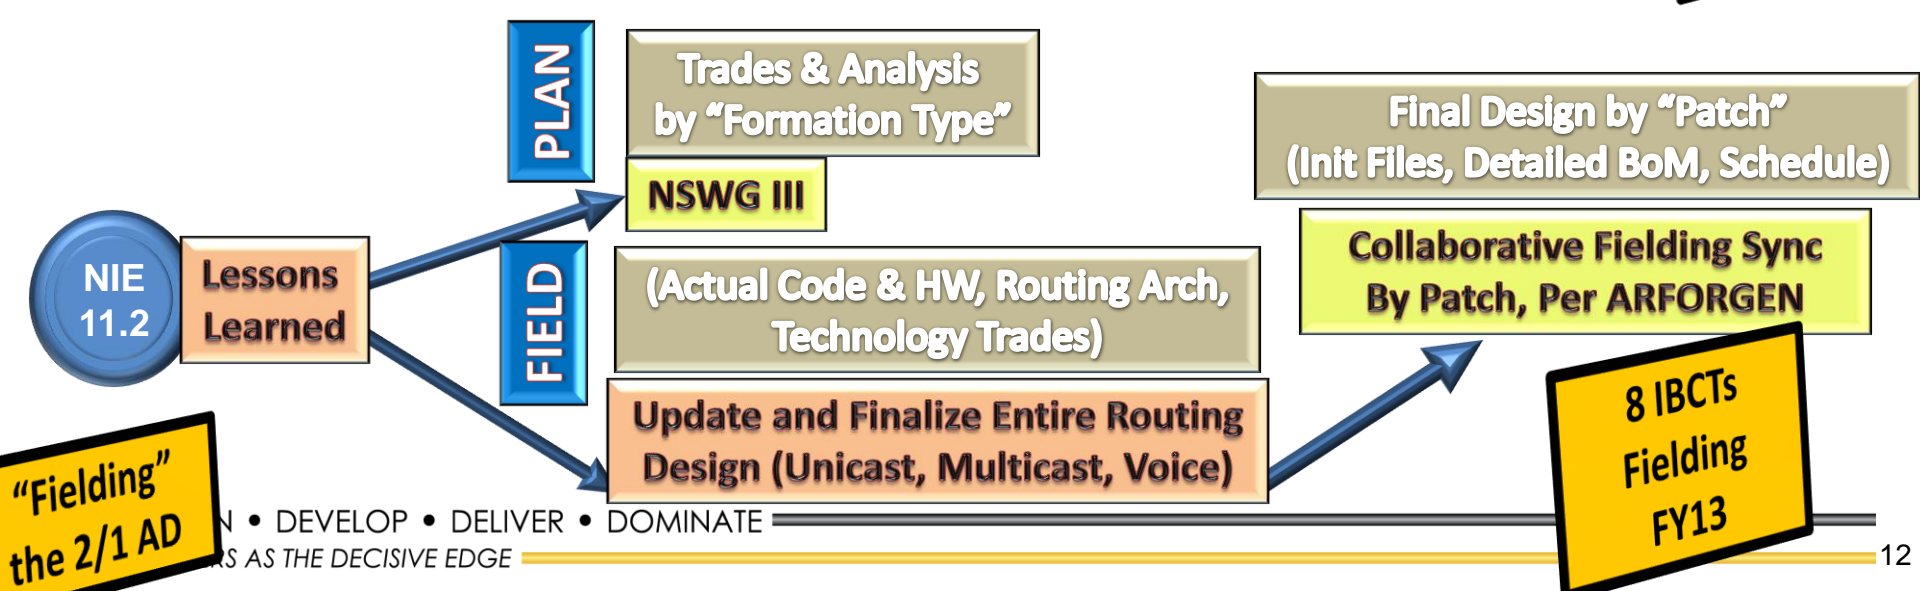 PLAN
Trades & Analysis
by “Formation Type”
NSWG III
Final Design by “Patch”
(Init Files, Detailed BoM, Schedule)
Collaborative Fielding Sync
By Patch, Per ARFORGEN
NIE
11.2
Lessons
Learned
FIELD
(Actual Code & HW, Routing Arch,
Technology Trades)
Update and Finalize Entire Routing
Design (Unicast, Multicast, Voice)
8 IBCTs
Fielding
FY13
“Fielding”
the 2/1 AD
• DEVELOP • DELIVER • DOMINATE
AS THE DECISIVE EDGE
12